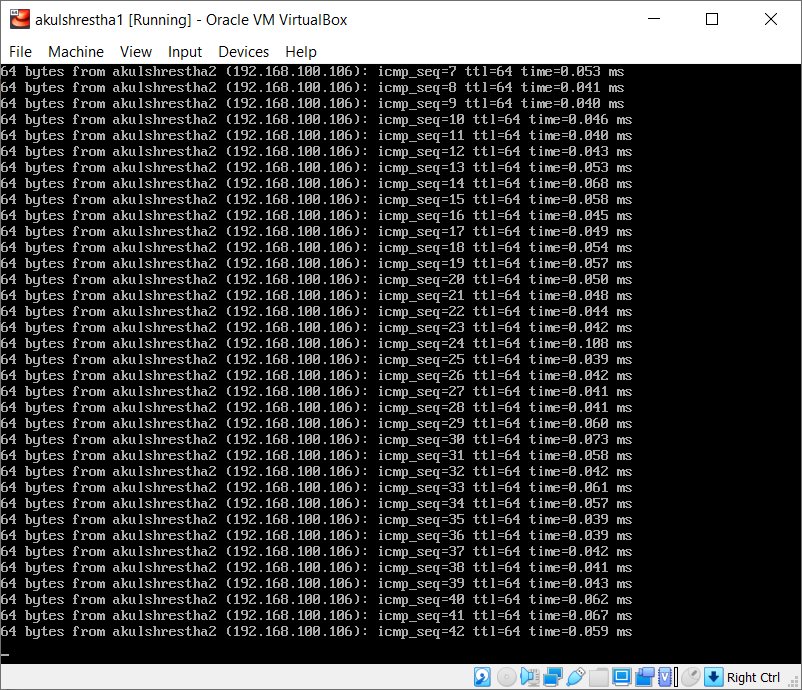 akulshrestha1 [Running] - Oracle VM VirtualBox
File Machine View Input Devices Help
64 bytes from akulshrestha2 (192.168.100.106): icmp_seq=7 ttl=64 time=0.053 ms
64 bytes from akulshrestha2 (192.168.100.106): icmp_seq=8 ttl=64 time=0.041 ms
64 bytes from akulshrestha2 (192.168.100.106): icmp_seq=9 ttl=64 time=0.040 ms
64 bytes from akulshrestha2 (192.168.100.106): icmp_seq=10 ttl=64 time=0.046 ms
64 bytes from akulshrestha2 (192.168.100.106): icmp_seq=11 ttl=64 time=0.040 ms
64 bytes from akulshrestha2 (192.168.100.106): icmp_seq=12 ttl=64 time=0.043 ms
64 bytes from akulshrestha2 (192.168.100.106): icmp_seq=13 ttl=64 time=0.053 ms
64 bytes from akulshrestha2 (192.168.100.106): icmp_seq=14 ttl=64 time=0.068 ms
64 bytes from akulshrestha2 (192.168.100.106): icmp_seq=15 ttl=64 time=0.058 ms
64 bytes from akulshrestha2 (192.168.100.106): icmp_seq=16 ttl=64 time=0.045 ms
64 bytes from akulshrestha2 (192.168.100.106): icmp_seq=17 ttl=64 time=0.049 ms
64 bytes from akulshrestha2 (192.168.100.106): icmp_seq=18 ttl=64 time=0.054 ms
64 bytes from akulshrestha2 (192.168.100.106): icmp_seq=19 ttl=64 time=0.057 ms
64 bytes from akulshrestha2 (192.168.100.106): icmp_seq=20 ttl=64 time=0.050 ms
64 bytes from akulshrestha2 (192.168.100.106): icmp_seq=21 ttl=64 time=0.048 ms
64 bytes from akulshrestha2 (192.168.100.106): icmp_seq=22 ttl=64 time=0.044 ms
64 bytes from akulshrestha2 (192.168.100.106): icmp_seq=23 ttl=64 time=0.042 ms
64 bytes from akulshrestha2 (192.168.100.106): icmp_seq=24 ttl=64 time=0.108 ms
64 bytes from akulshrestha2 (192.168.100.106): icmp_seq=25 ttl=64 time=0.039 ms
64 bytes from akulshrestha2 (192.168.100.106): icmp_seq=26 ttl=64 time=0.042 ms
64 bytes from akulshrestha2 (192.168.100.106): icmp_seq=27 ttl=64 time=0.041 ms
64 bytes from akulshrestha2 (192.168.100.106): icmp_seq=28 ttl=64 time=0.041 ms
64 bytes from akulshrestha2 (192.168.100.106): icmp_seq=29 ttl=64 time=0.060 ms
64 bytes from akulshrestha2 (192.168.100.106): icmp_seq=30 ttl=64 time=0.073 ms
64 bytes from akulshrestha2 (192.168.100.106): icmp_seq=31 ttl=64 time=0.058 ms
64 bytes from akulshrestha2 (192.168.100.106): icmp_seq=32 ttl=64 time=0.042 ms
64 bytes from akulshrestha2 (192.168.100.106): icmp_seq=33 ttl=64 time=0.061 ms
64 bytes from akulshrestha2 (192.168.100.106): icmp_seq=34 ttl=64 time=0.057 ms
64 bytes from akulshrestha2 (192.168.100.106): icmp_seq=35 ttl=64 time=0.039 ms
64 bytes from akulshrestha2 (192.168.100.106): icmp_seq=36 ttl=64 time=0.039 ms
64 bytes from akulshrestha2 (192.168.100.106): icmp_seq=37 ttl=64 time=0.042 ms
64 bytes from akulshrestha2 (192.168.100.106): icmp_seq=38 ttl=64 time=0.041 ms
64 bytes from akulshrestha2 (192.168.100.106): icmp_seq=39 ttl=64 time=0.043 ms
64 bytes from akulshrestha2 (192.168.100.106): icmp_seq=40 ttl=64 time=0.062 ms
64 bytes from akulshrestha2 (192.168.100.106): icmp_seq=41 ttl=64 time=0.067 ms
64 bytes from akulshrestha2 (192.168.100.106): icmp_seq=42 ttl=64 time=0.059 ms
Right Ctrl